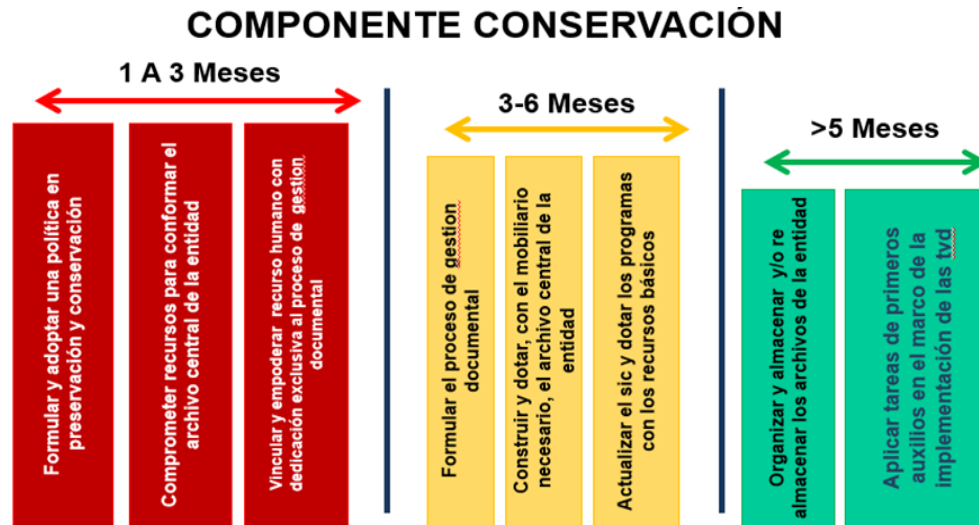 COMPONENTE CONSERVACIÓN
1 A 3 Meses
Formular y adoptar una política en
preservación y conservación
Comprometer recursos para conformar el
archivo central de la entidad
Vincular y empoderar recurso humano con
dedicación exclusiva al proceso de gestion
documental
3-6 Meses
Formular el proceso de gestion
documental
Construir y dotar, con el mobiliario
necesario, el archivo central de la
entidad
Actualizar el sic y dotar los programas
con los recursos básicos
>5 Meses
Organizar y almacenar y/o re
almacenar los archivos de la entidad
Aplicar tareas de primeros
auxilios en el marco de la
implementación de las tvd